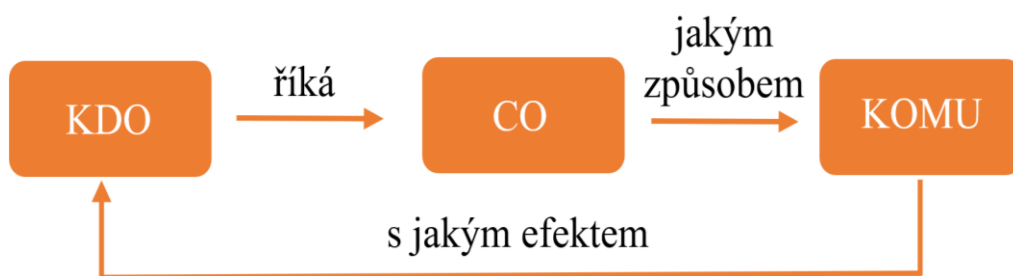 KDO
říká
CO
jakým
způsobem
KOMU
s jakým efektem